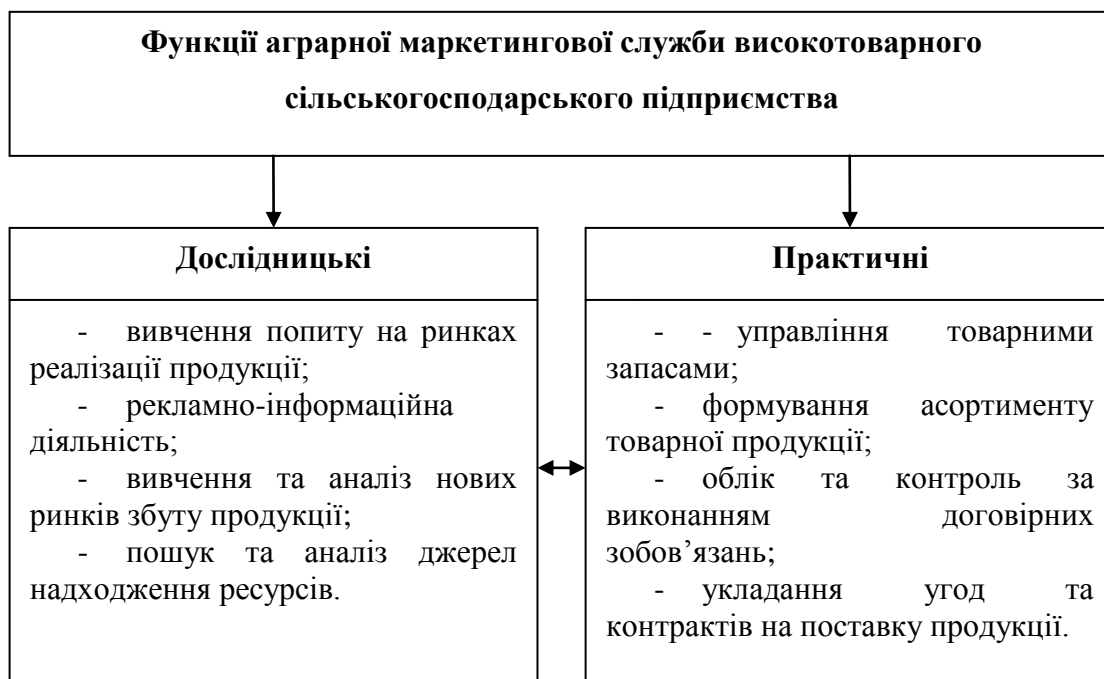 Функції аграрної маркетингової служби високотоварного
сільськогосподарського підприємства
Дослідницькі
- вивчення попиту на ринках
реалізації продукції;
- рекламно-інформаційна
діяльність;
- вивчення та аналіз нових
ринків збуту продукції;
- пошук та аналіз джерел
надходження ресурсів.
Практичні
- - управління товарними
запасами;
- формування асортименту
товарної продукції;
- облік та контроль за
виконанням договірних
зобов’язань;
- укладання угод та
контрактів на поставку продукції.